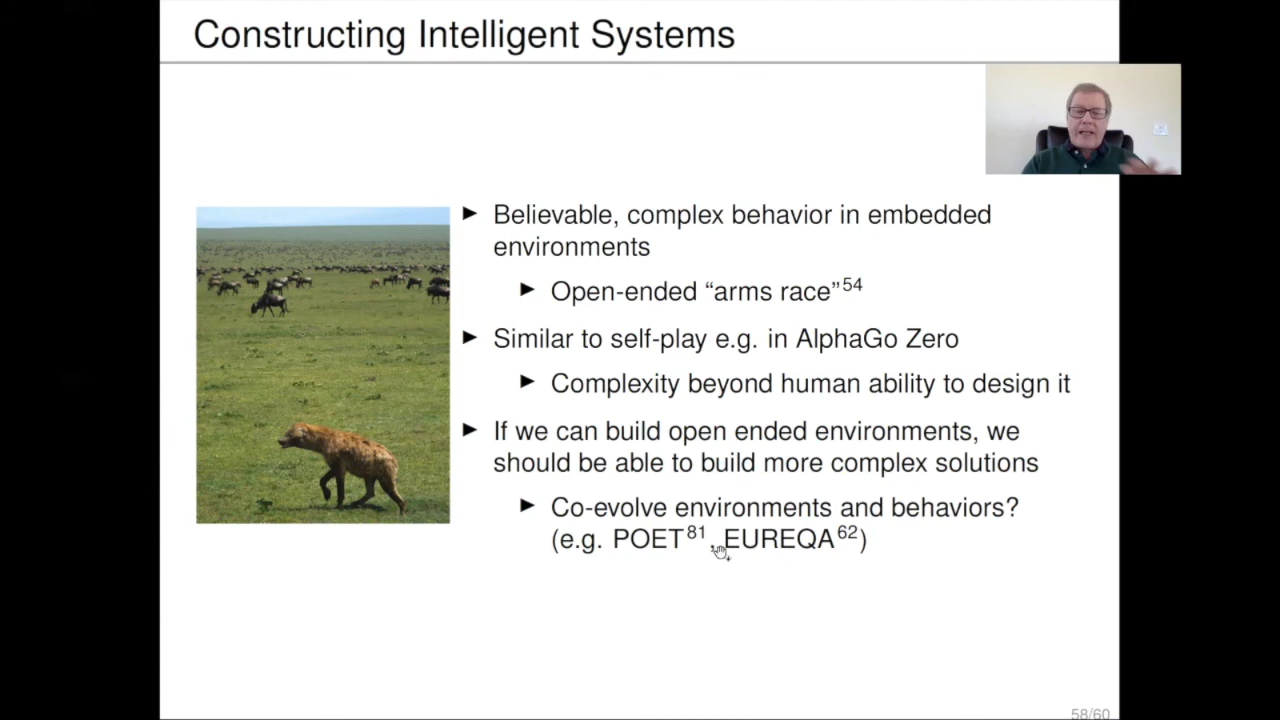 Constructing Intelligent Systems
► Believable, complex behavior in embedded
environments
► Open-ended “arms race”54
► Similar to self-play e.g. in AlphaGo Zero
► Complexity beyond human ability to design it
► If we can build open ended environments, we
should be able to build more complex solutions
► Co-evolve environments and behaviors?
(e.g. POET81, EUREQA62)
58/60